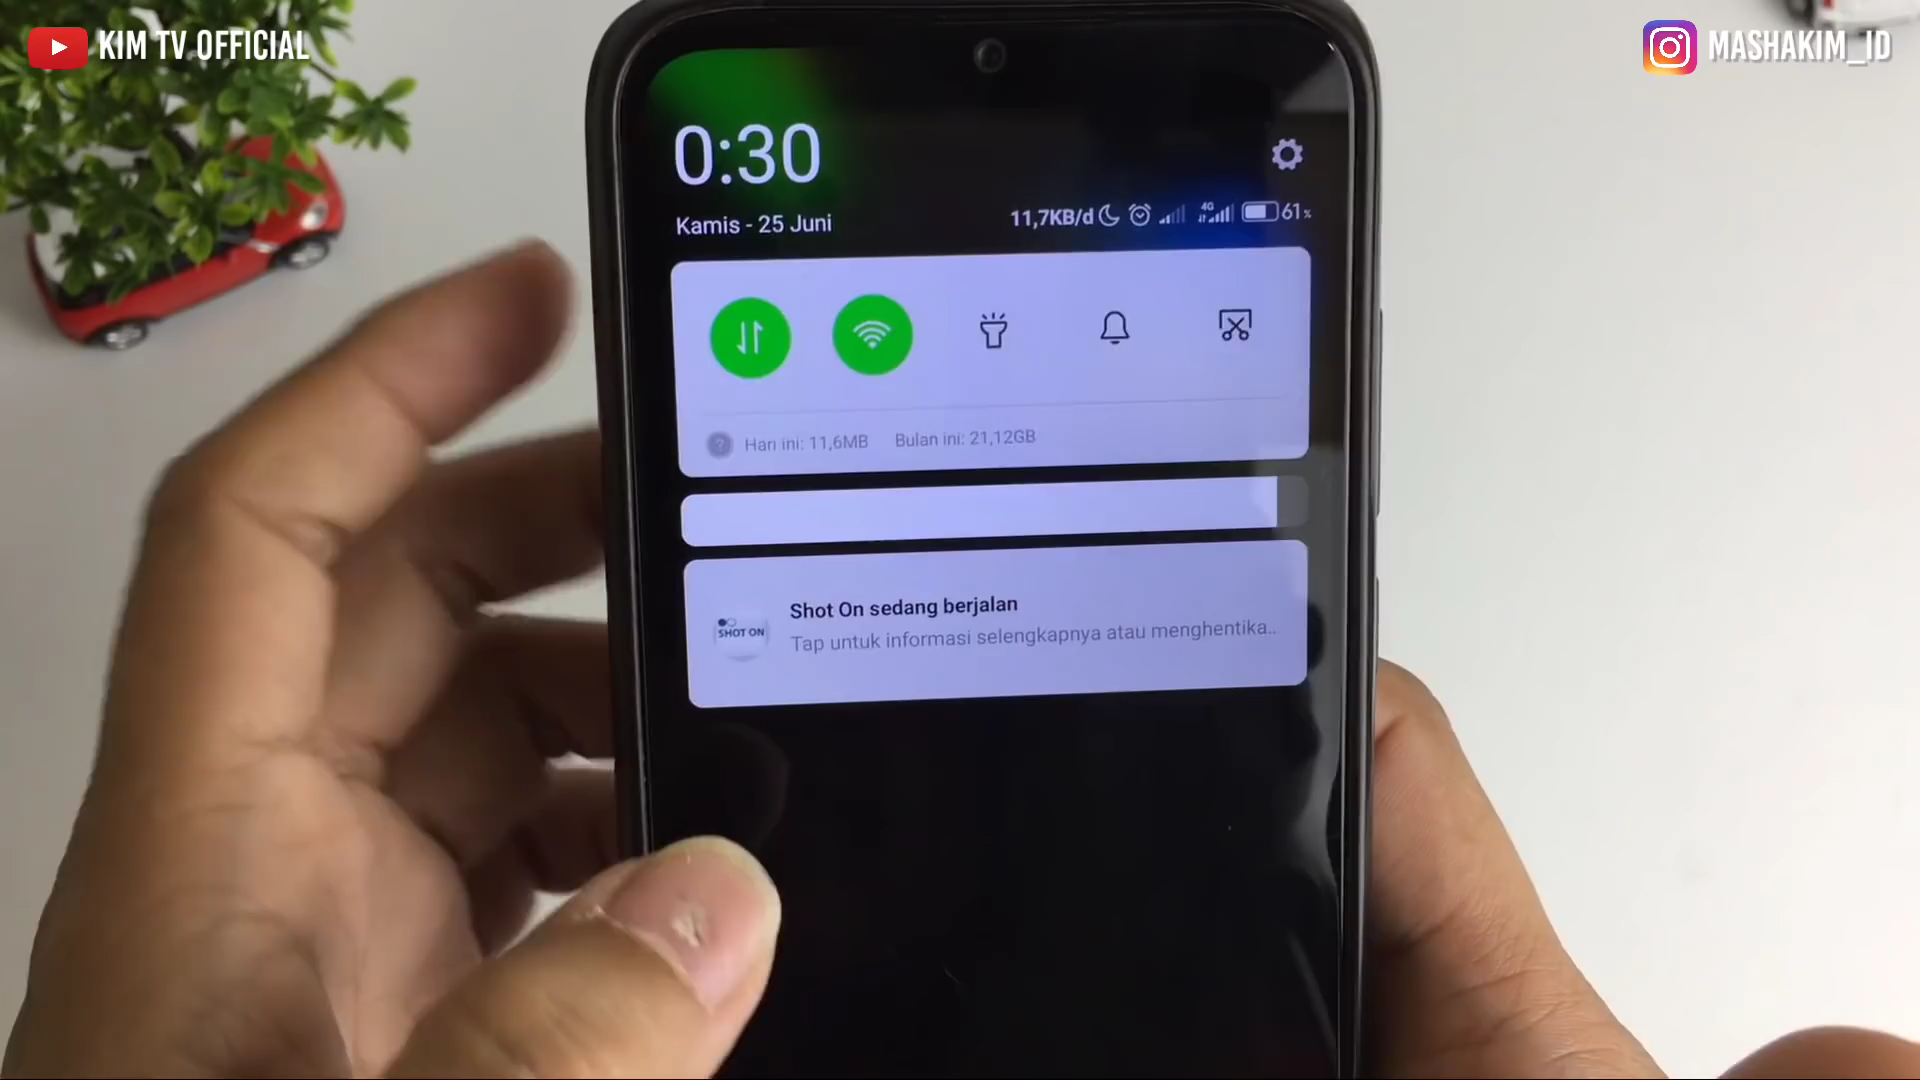 KIM TV OFFICIAL
MASHAKIM_ID
0:30
Kamis - 25 Juni
11,7KB/d
4G
61%
Hari ini: 11,6MB Bulan ini: 21,12GB
SHOT ON
Shot On sedang berjalan
Tap untuk informasi selengkapnya atau menghentika..